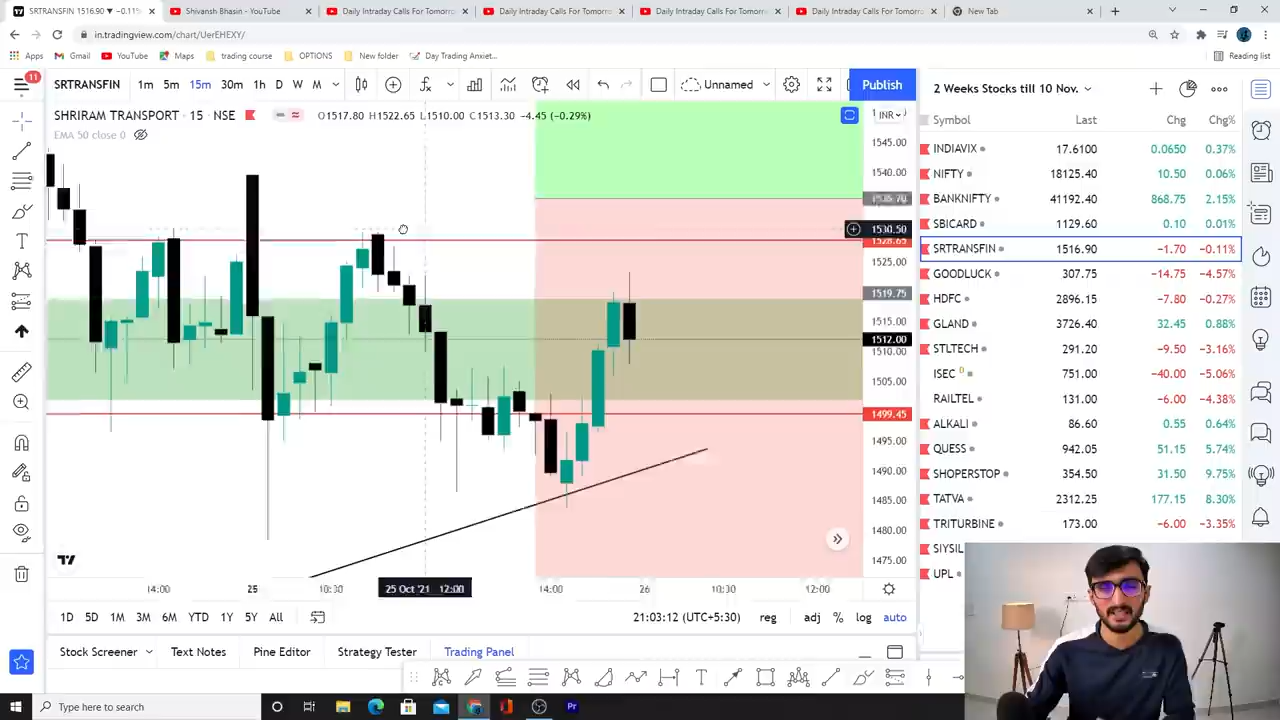 SRTRANSFIN 1516.90 ▼ −0.11%
Shivansh Bhasin - YouTube
Daily Intraday Calls For Tomorro
Daily Intraday Calls For Tomorro
Daily Intraday Calls For Tomorro
Daily Intraday Calls For Tomorro
New Tab
in.tradingview.com/chart/UerEHEXY/
Apps
Gmail
YouTube
Maps
trading course
OPTIONS
New folder
Day Trading Anxiet...
Reading list
11
SRTRANSFIN
1m 5m 15m 30m 1h D W M
Unnamed
Publish
SHRIRAM TRANSPORT · 15 · NSE
O1517.80 H1522.65 L1510.00 C1513.30 −4.45 (−0.29%)
EMA 50 close 0
INR
1545.00
1540.00
1530.50
1528.65
1525.00
1519.75
1515.00
1512.00
1510.00
1505.00
1499.45
1495.00
1490.00
1485.00
1480.00
1475.00
14:00
25
10:30
25 Oct '21 12:00
14:00
26
10:30
12:00
1D 5D 1M 3M 6M YTD 1Y 5Y All
21:03:12 (UTC+5:30)
reg
adj % log auto
Stock Screener
Text Notes
Pine Editor
Strategy Tester
Trading Panel
2 Weeks Stocks till 10 Nov.
Symbol Last Chg Chg%
INDIAVIX 17.6100 0.0650 0.37%
NIFTY 18125.40 10.50 0.06%
BANKNIFTY 41192.40 868.75 2.15%
SBICARD 1129.60 0.10 0.01%
SRTRANSFIN 1516.90 −1.70 −0.11%
GOODLUCK 307.75 −14.75 −4.57%
HDFC 2896.15 −7.80 −0.27%
GLAND 3726.40 32.45 0.88%
STLTECH 291.20 −9.50 −3.16%
ISEC D 751.00 −40.00 −5.06%
RAILTEL 131.00 −6.00 −4.38%
ALKALI 86.60 0.55 0.64%
QUESS 942.05 51.15 5.74%
SHOPERSTOP 354.50 31.50 9.75%
TATVA 2312.25 177.15 8.30%
TRITURBINE 173.00 −6.00 −3.35%
SIYSIL
UPL
Type here to search
Pr